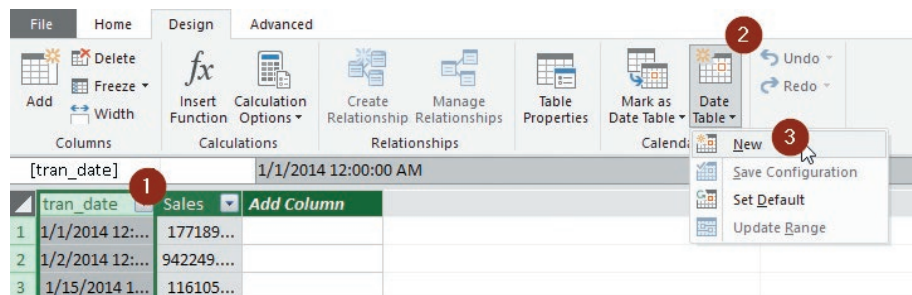 File Home Design Advanced
2
Delete
Freeze
Width
Add
fx
Insert Function
Calculation Options
Create Relationship
Manage Relationships
Table Properties
Mark as Date Table
Date Table
Undo
Redo
Columns Calculations Relationships Calend
New 3
Save Configuration
Set Default
Update Range
[tran_date] 1/1/2014 12:00:00 AM
1
tran_date Sales Add Column
1 1/1/2014 12:... 177189...
2 1/2/2014 12:... 942249....
3 1/15/2014 1... 116105...